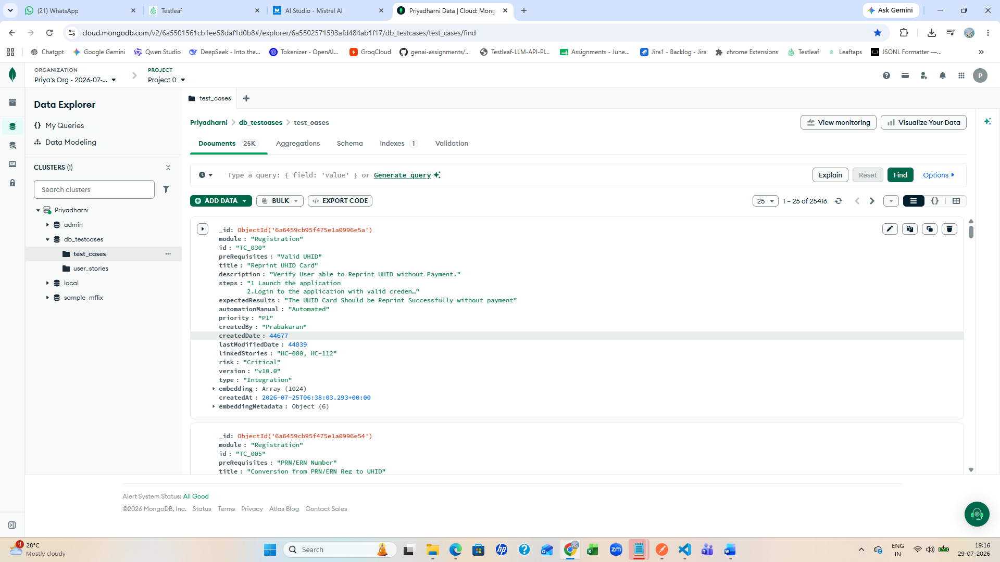 (21) WhatsApp
Testleaf
AI Studio - Mistral AI
Priyadharni Data | Cloud: Mong
Ask Gemini
cloud.mongodb.com/v2/6a5501561cb1ee58daf1d0b8#/explorer/6a5502571593afd484ab1f17/db_testcases/test_cases/find
Chatgpt
Google Gemini
Qwen Studio
DeepSeek - Into the...
Tokenizer - OpenAI...
GroqCloud
genai-assignments/...
Testleaf-LLM-API-Pl...
Assignments - June...
Jira1 - Backlog - Jira
chrome Extensions
Testleaf
Leaftaps
JSONL Formatter —...
ORGANIZATION
Priya's Org - 2026-07-...
PROJECT
Project 0
P
Data Explorer
My Queries
Data Modeling
CLUSTERS (1)
Search clusters
Priyadharni
admin
db_testcases
test_cases
user_stories
local
sample_mflix
test_cases
Priyadharni > db_testcases > test_cases
View monitoring
Visualize Your Data
Documents 25K
Aggregations
Schema
Indexes 1
Validation
Type a query: { field: 'value' } or Generate query
Explain
Reset
Find
Options
ADD DATA
BULK
EXPORT CODE
25
1 – 25 of 25416
_id: ObjectId('6a6459cb95f475e1a0996e5a')
module : "Registration"
id : "TC_030"
preRequisites : "Valid UHID"
title : "Reprint UHID Card"
description : "Verify User able to Reprint UHID without Payment."
steps : "1 Launch the application
2.Login to the application with valid creden…"
expectedResults : "The UHID Card Should be Reprint Successfully without payment"
automationManual : "Automated"
priority : "P1"
createdBy : "Prabakaran"
createdDate : 44677
lastModifiedDate : 44839
linkedStories : "HC-080, HC-112"
risk : "Critical"
version : "v10.0"
type : "Integration"
embedding : Array (1024)
createdAt : 2026-07-25T06:38:03.293+00:00
embeddingMetadata : Object (6)
_id: ObjectId('6a6459cb95f475e1a0996e54')
module : "Registration"
id : "TC_005"
preRequisites : "PRN/ERN Number"
title : "Conversion from PRN/ERN Reg to UHID"
Alert System Status: All Good
©2026 MongoDB, Inc.
Status
Terms
Privacy
Atlas Blog
Contact Sales
1
28°C
Mostly cloudy
Search
ENG
IN
19:16
29-07-2026